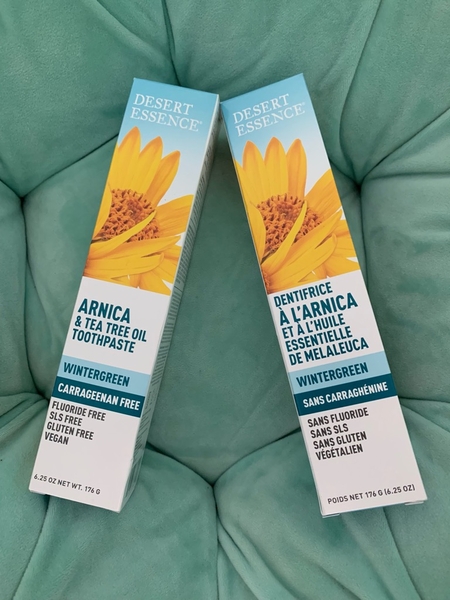 DESERT
ESSENCE®
ARNICA
& TEA TREE OIL
TOOTHPASTE
WINTERGREEN
CARRAGEENAN FREE
FLUORIDE FREE
SLS FREE
GLUTEN FREE
VEGAN
6.25 OZ NET WT. 176 G
DESERT
ESSENCE®
DENTIFRICE
À L'ARNICA
ET À L'HUILE
ESSENTIELLE
DE MELALEUCA
WINTERGREEN
SANS CARRAGHÉNINE
SANS FLUORIDE
SANS SLS
SANS GLUTEN
VÉGÉTALIEN
POIDS NET 176 G (6.25 OZ)